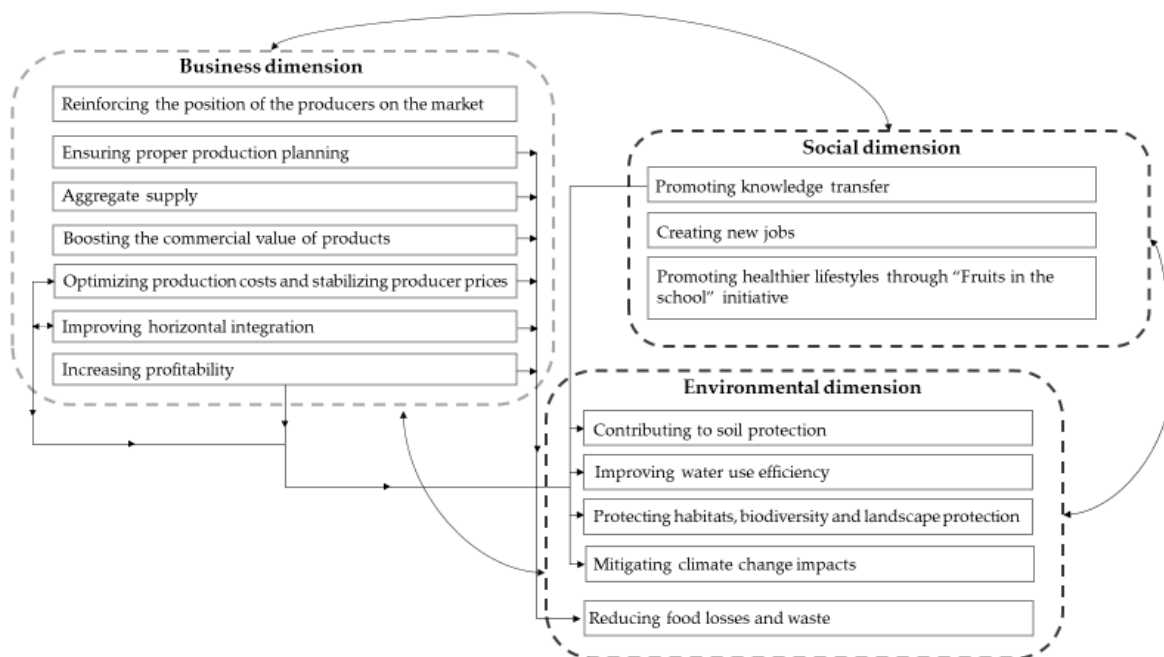 Business dimension
Reinforcing the position of the producers on the market
Ensuring proper production planning
Aggregate supply
Boosting the commercial value of products
Optimizing production costs and stabilizing producer prices
Improving horizontal integration
Increasing profitability
Social dimension
Promoting knowledge transfer
Creating new jobs
Promoting healthier lifestyles through “Fruits in the
school” initiative
Environmental dimension
Contributing to soil protection
Improving water use efficiency
Protecting habitats, biodiversity and landscape protection
Mitigating climate change impacts
Reducing food losses and waste